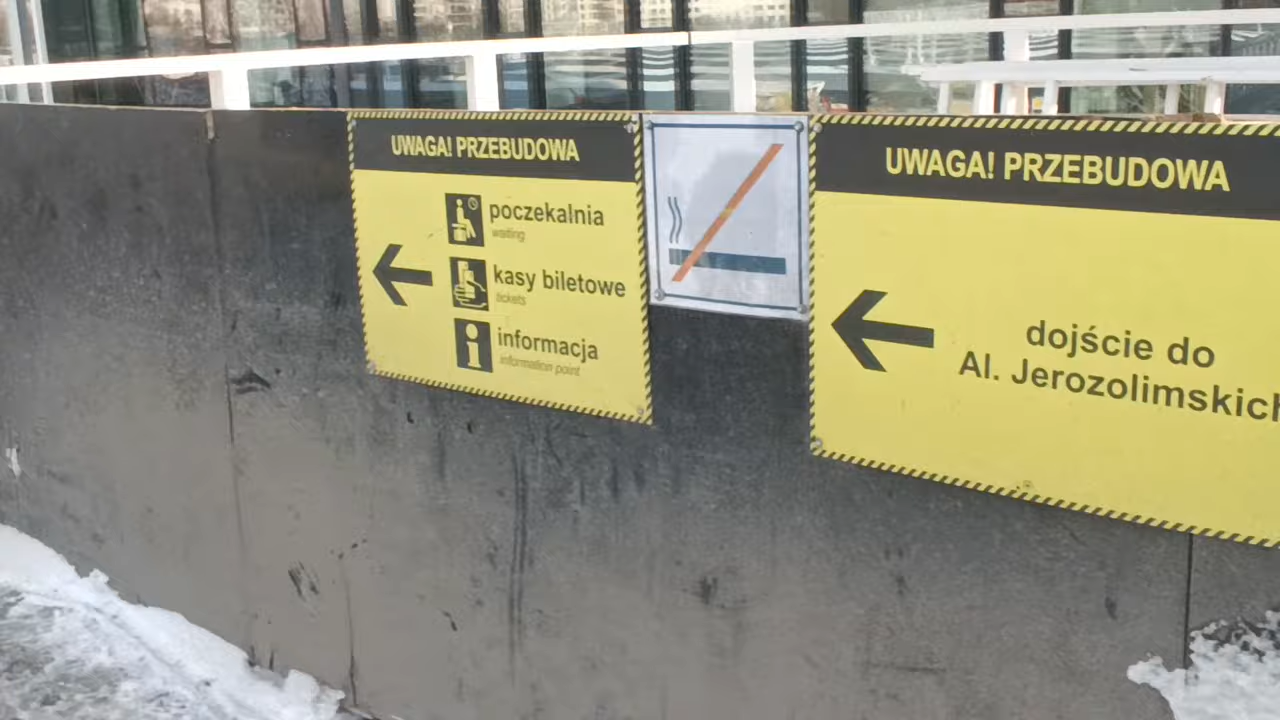 UWAGA! PRZEBUDOWA
poczekalnia
waiting
kasy biletowe
tickets
informacja
information point
UWAGA! PRZEBUDOWA
dojście do
Al. Jerozolimskich